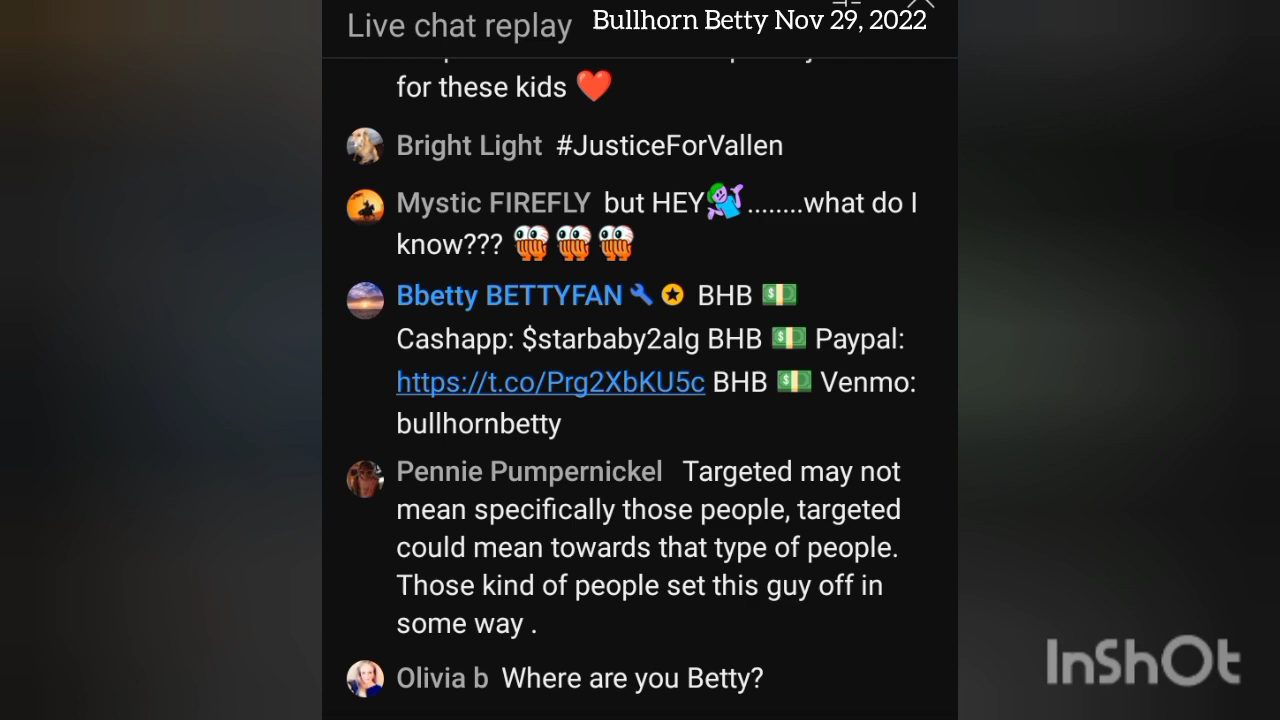 Live chat replay Bullhorn Betty Nov 29, 2022
for these kids ❤️
Bright Light #JusticeForVallen
Mystic FIREFLY but HEY🤷‍♀️........what do I
know???
Bbetty BETTYFAN BHB 💵
Cashapp: $starbaby2alg BHB 💵 Paypal:
https://t.co/Prg2XbKU5c BHB 💵 Venmo:
bullhornbetty
Pennie Pumpernickel Targeted may not
mean specifically those people, targeted
could mean towards that type of people.
Those kind of people set this guy off in
some way .
Olivia b Where are you Betty?
InShOt